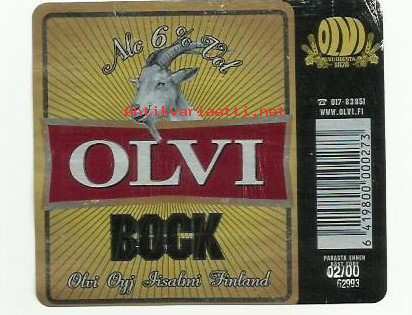 Alc 6 % Vol
OLVI
BOCK
Olvi Oyj Iisalmi Finland
OLVI
☎ 017-83851
WWW.OLVI.FI
6 419800 000273
PARASTA ENNEN
02/00
62993